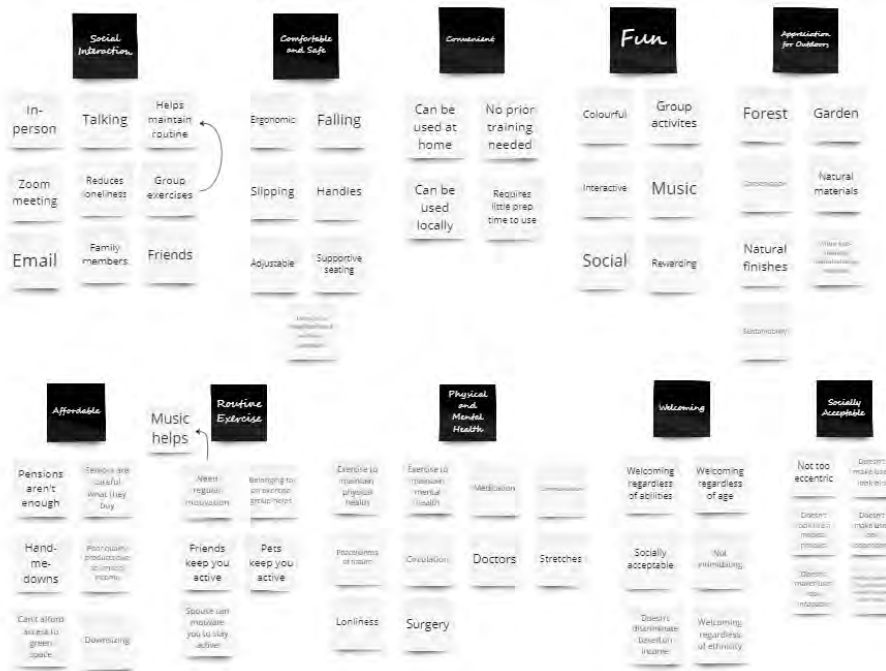 Social
Interaction
In-
person
Talking
Helps
maintain
routine
Zoom
meeting
Reduces
loneliness
Group
exercises
Email
Family
members
Friends
Comfortable
and Safe
Ergonomic
Falling
Slipping
Handles
Adjustable
Supportive
seating
Convenient
Can be
used at
home
No prior
training
needed
Can be
used
locally
Requires
little prep
time to use
Fun
Colourful
Group
activites
Interactive
Music
Social
Rewarding
Appreciation
for Outdoors
Forest
Garden
Natural
materials
Natural
finishes
Sustainability
Affordable
Pensions
aren't
enough
Seniors are
careful
what they
buy
Hand-
me-
downs
Can't afford
access to
green
space
Downsizing
Music
helps
Routine
Exercise
Need
regular
motivation
Belonging to
an exercise
group helps
Friends
keep you
active
Pets
keep you
active
Spouse can
motivate
you to stay
active
Physical
and
Mental
Health
Exercise to
maintain
physical
health
Exercise to
maintain
mental
health
Medication
Circulation
Doctors
Stretches
Lonliness
Surgery
Welcoming
Welcoming
regardless
of abilities
Welcoming
regardless
of age
Socially
acceptable
Not
intimidating
Doesn't
discriminate
based on
income
Welcoming
regardless
of ethnicity
Socially
Acceptable
Not too
eccentric
Doesn't
Doesn't
Doesn't
Doesn't